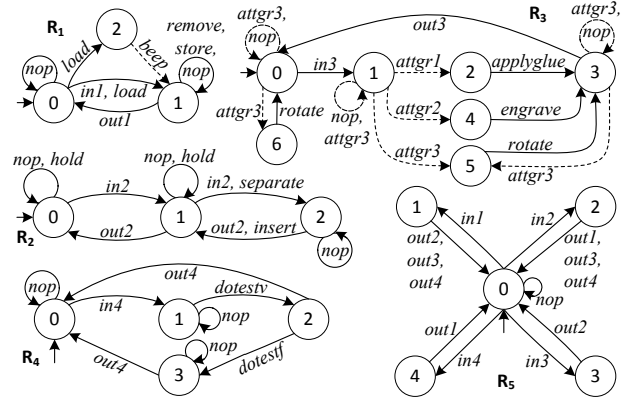 R1
nop
load
2
beep
remove,
store,
nop
0
in1, load
out1
1
attgr3,
nop
0
in3
out3
R3
attgr3
rotate
6
1
nop,
attgr3
attgr1
2
applyglue
attgr2
4
engrave
attgr3
5
rotate
attgr3
attgr3,
nop
3
nop, hold
0
R2
in2
out2
nop, hold
1
in2, separate
out2, insert
2
nop
nop
0
R4
out4
in4
1
nop
dotestv
2
nop
out4
3
dotestf
1
in1
out2,
out3,
out4
in2
2
out1,
out3,
out4
0
nop
out1
in4
4
R5
out2
in3
3